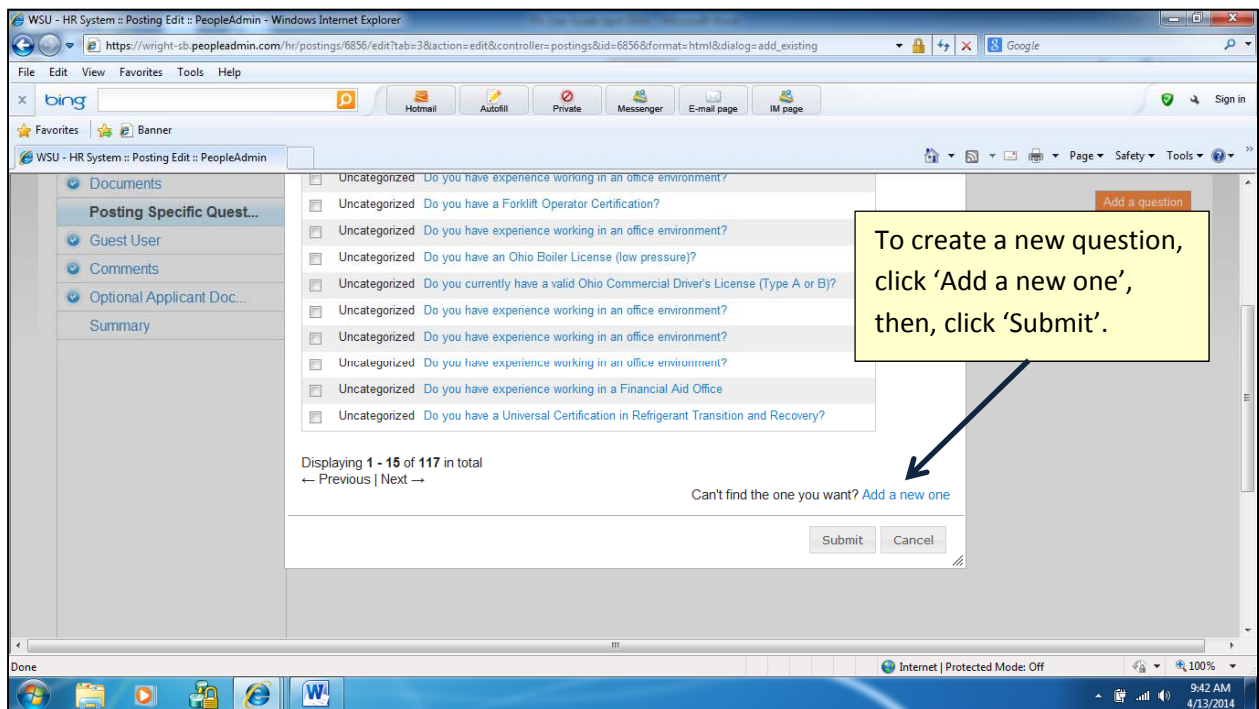 WSU - HR System :: Posting Edit :: PeopleAdmin - Windows Internet Explorer
https://wright-sb.peopleadmin.com/hr/postings/6856/edit?tab=3&action=edit&controller=postings&id=6856&format=html&dialog=add_existing
Google
File Edit View Favorites Tools Help
x bing Hotmail Autofill Private Messenger E-mail page IM page Sign in
Favorites Banner
WSU - HR System :: Posting Edit :: PeopleAdmin Page Safety Tools
Documents
Posting Specific Quest...
Guest User
Comments
Optional Applicant Doc...
Summary
Uncategorized Do you have experience working in an office environment?
Uncategorized Do you have a Forklift Operator Certification?
Uncategorized Do you have experience working in an office environment?
Uncategorized Do you have an Ohio Boiler License (low pressure)?
Uncategorized Do you currently have a valid Ohio Commercial Driver's License (Type A or B)?
Uncategorized Do you have experience working in an office environment?
Uncategorized Do you have experience working in an office environment?
Uncategorized Do you have experience working in an office environment?
Uncategorized Do you have experience working in a Financial Aid Office
Uncategorized Do you have a Universal Certification in Refrigerant Transition and Recovery?
Add a question
To create a new question,
click ‘Add a new one’,
then, click ‘Submit’.
Displaying 1 - 15 of 117 in total
← Previous | Next →
Can't find the one you want? Add a new one
Submit Cancel
Done Internet | Protected Mode: Off 100%
9:42 AM
4/13/2014